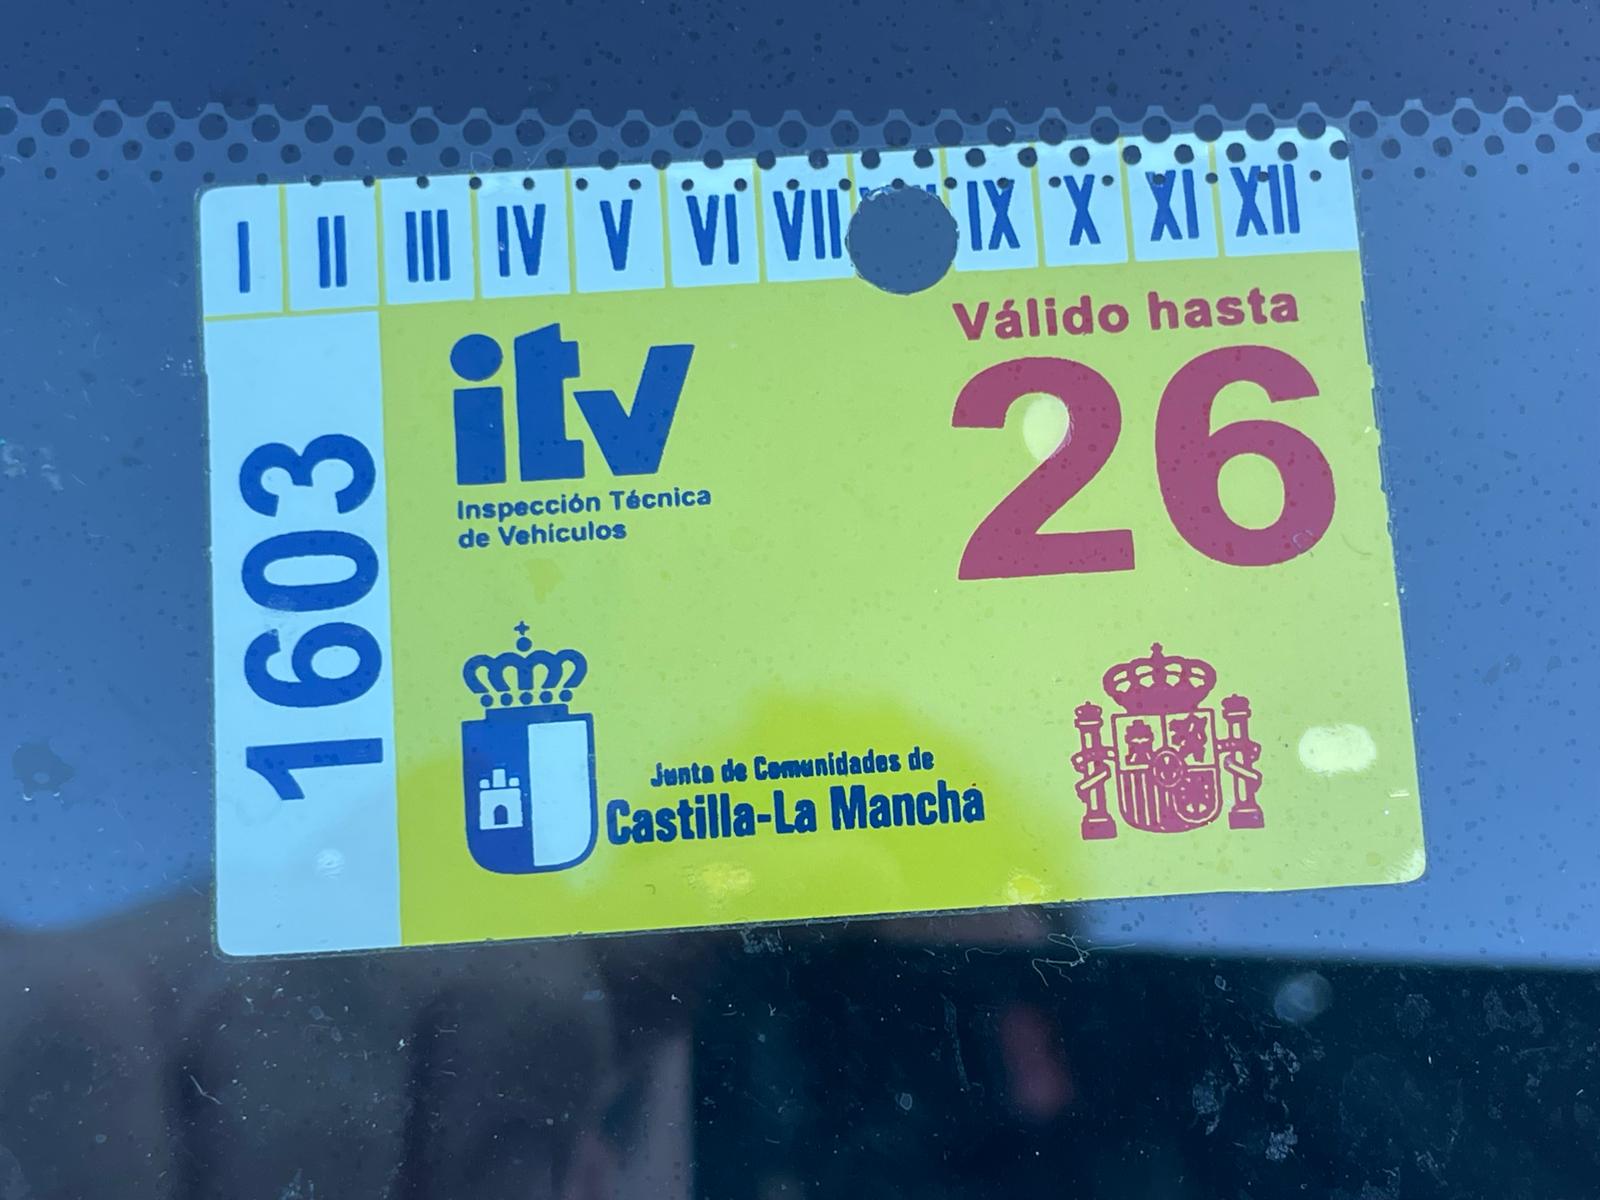 I II III IV V VI VII IX X XI XII
Válido hasta
26
itv
Inspección Técnica
de Vehículos
1603
Junta de Comunidades de
Castilla-La Mancha